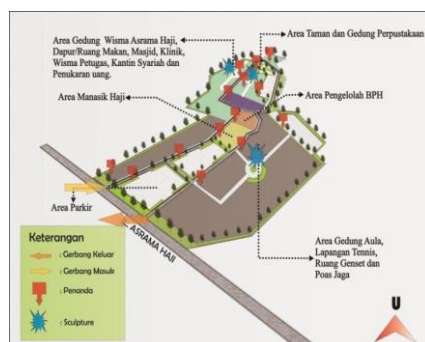 Area Gedung Wisma Asrama Haji,
Dapur/Ruang Makan, Masjid, Klinik,
Wisma Petugas, Kantin Syariah dan
Penukaran uang.
Area Taman dan Gedung Perpustakaan
Area Manasik Haji
Area Pengelolah BPH
Area Parkir
ASRAMA HAJI
Area Gedung Aula,
Lapangan Tennis,
Ruang Genset dan
Poas Jaga
Keterangan
: Gerbang Keluar
: Gerbang Masuk
: Penanda
: Sculpture
U